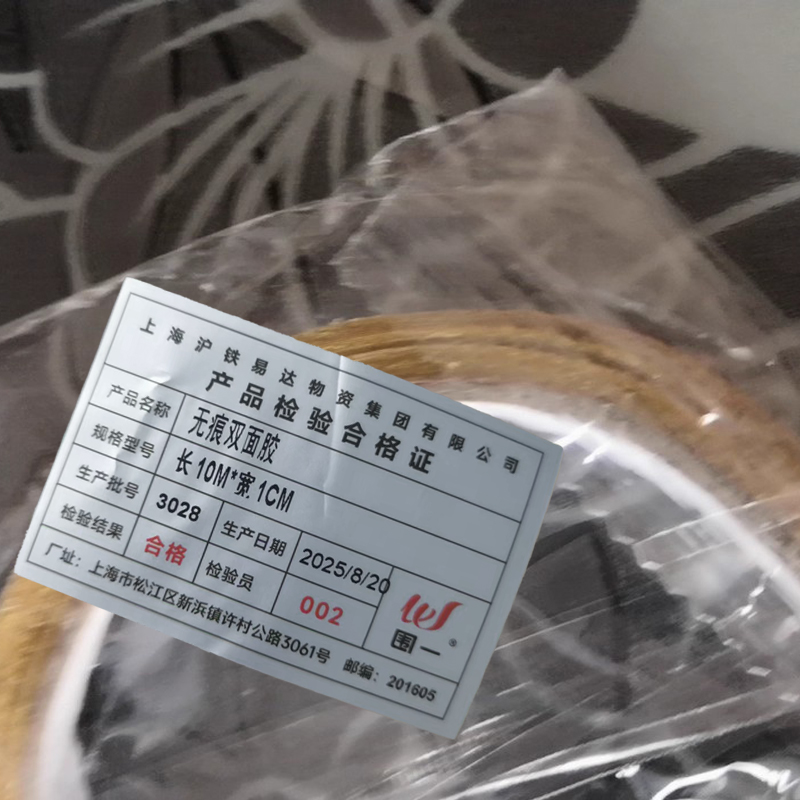 上海沪铁易达物资集团有限公司
产品检验合格证
产品名称 无痕双面胶
规格型号 长10M*宽1CM
生产批号 3028 生产日期 2025/8/20
检验结果 合格 检验员 002
围一®
厂址：上海市松江区新浜镇许村公路3061号 邮编：201605